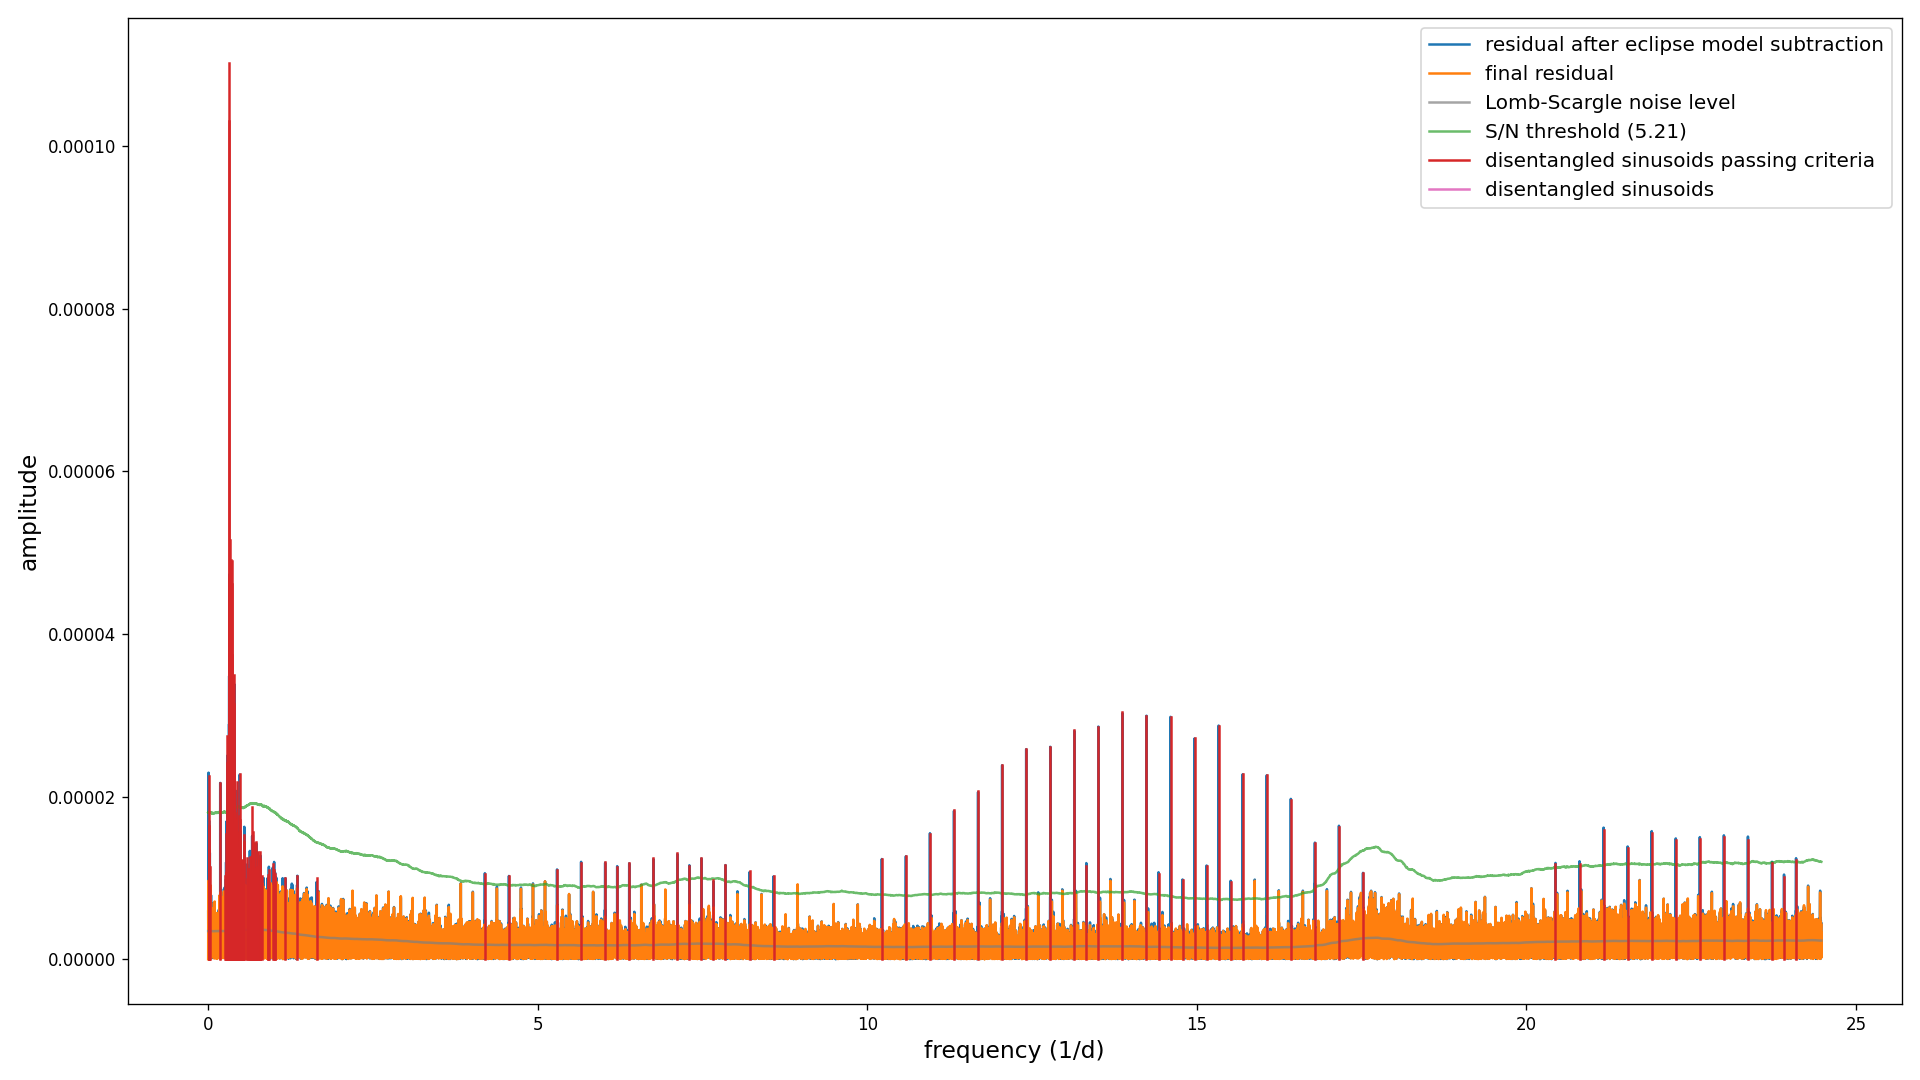 residual after eclipse model subtraction
final residual
Lomb-Scargle noise level
S/N threshold (5.21)
disentangled sinusoids passing criteria
disentangled sinusoids
0.00010
0.00008
0.00006
0.00004
0.00002
0.00000
amplitude
0 5 10 15 20 25
frequency (1/d)